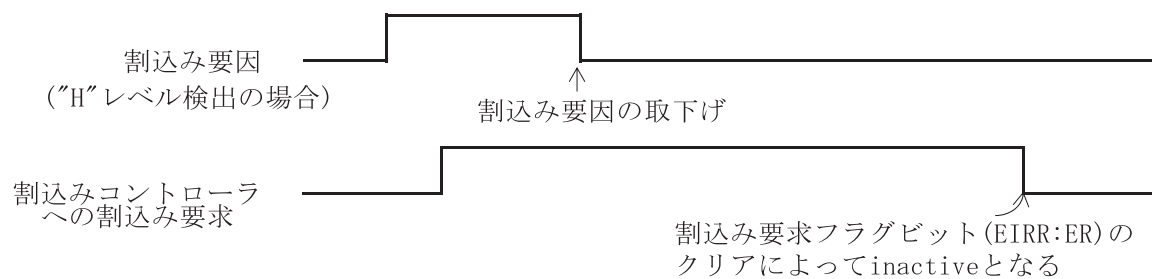 割込み要因
("H"レベル検出の場合)
割込み要因の取下げ
割込みコントローラ
への割込み要求
割込み要求フラグビット(EIRR:ER)の
クリアによってinactiveとなる